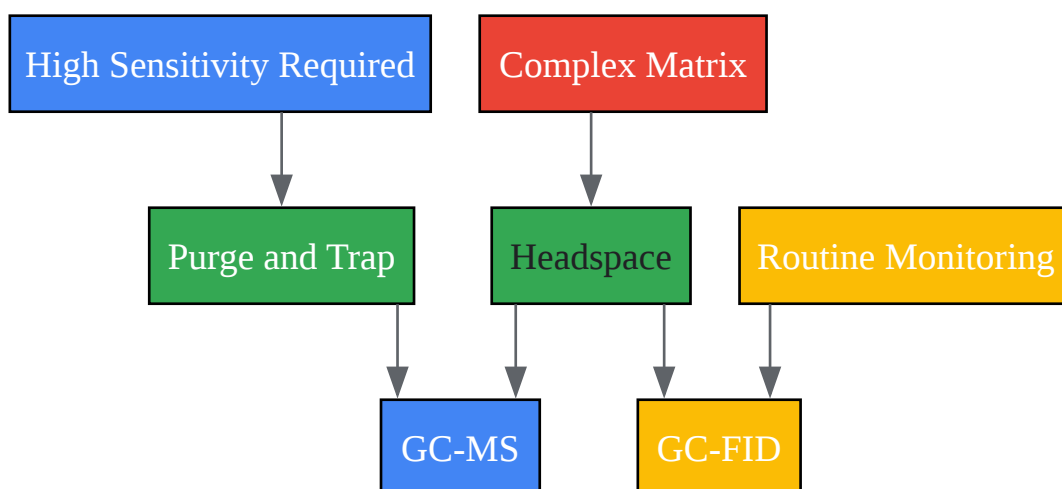 High Sensitivity Required
Complex Matrix
Purge and Trap
Headspace
Routine Monitoring
GC-MS
GC-FID